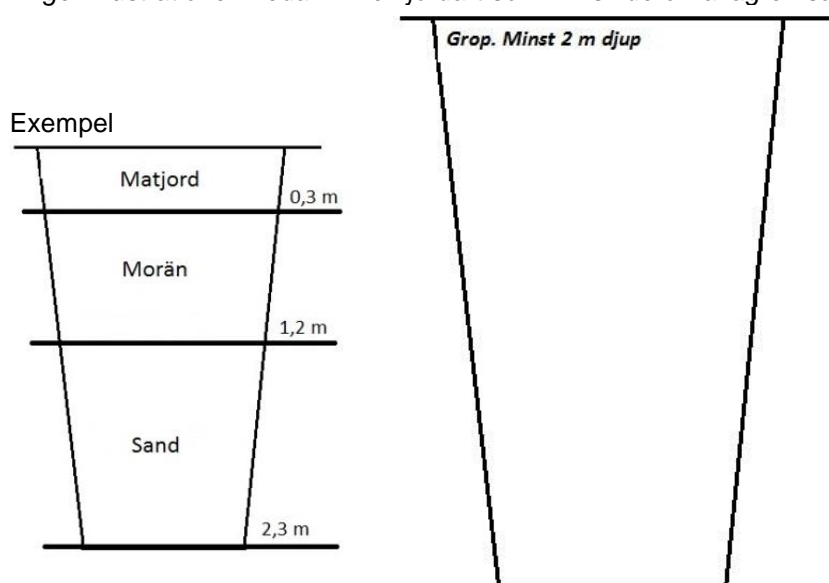 Grop. Minst 2 m djup
Exempel
Matjord
0,3 m
Morän
1,2 m
Sand
2,3 m